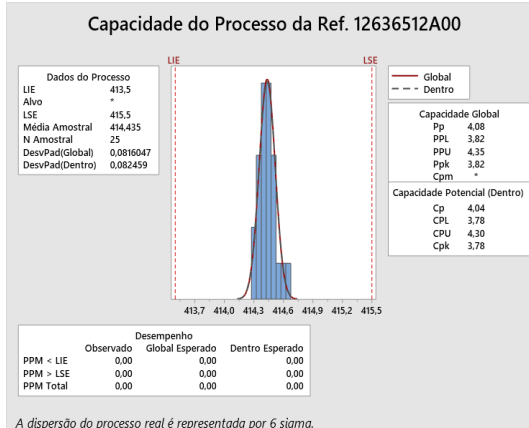 Capacidade do Processo da Ref. 12636512A00
LIE LSE
Dados do Processo
LIE 413,5
Alvo *
LSE 415,5
Média Amostral 414,435
N Amostral 25
DesvPad(Global) 0,0816047
DesvPad(Dentro) 0,082459
Global
Dentro
Capacidade Global
Pp 4,08
PPL 3,82
PPU 4,35
Ppk 3,82
Cpm *
Capacidade Potencial (Dentro)
Cp 4,04
CPL 3,78
CPU 4,30
Cpk 3,78
413,7 414,0 414,3 414,6 414,9 415,2 415,5
Desempenho
Observado Global Esperado Dentro Esperado
PPM < LIE 0,00 0,00 0,00
PPM > LSE 0,00 0,00 0,00
PPM Total 0,00 0,00 0,00
A dispersão do processo real é representada por 6 sigma.